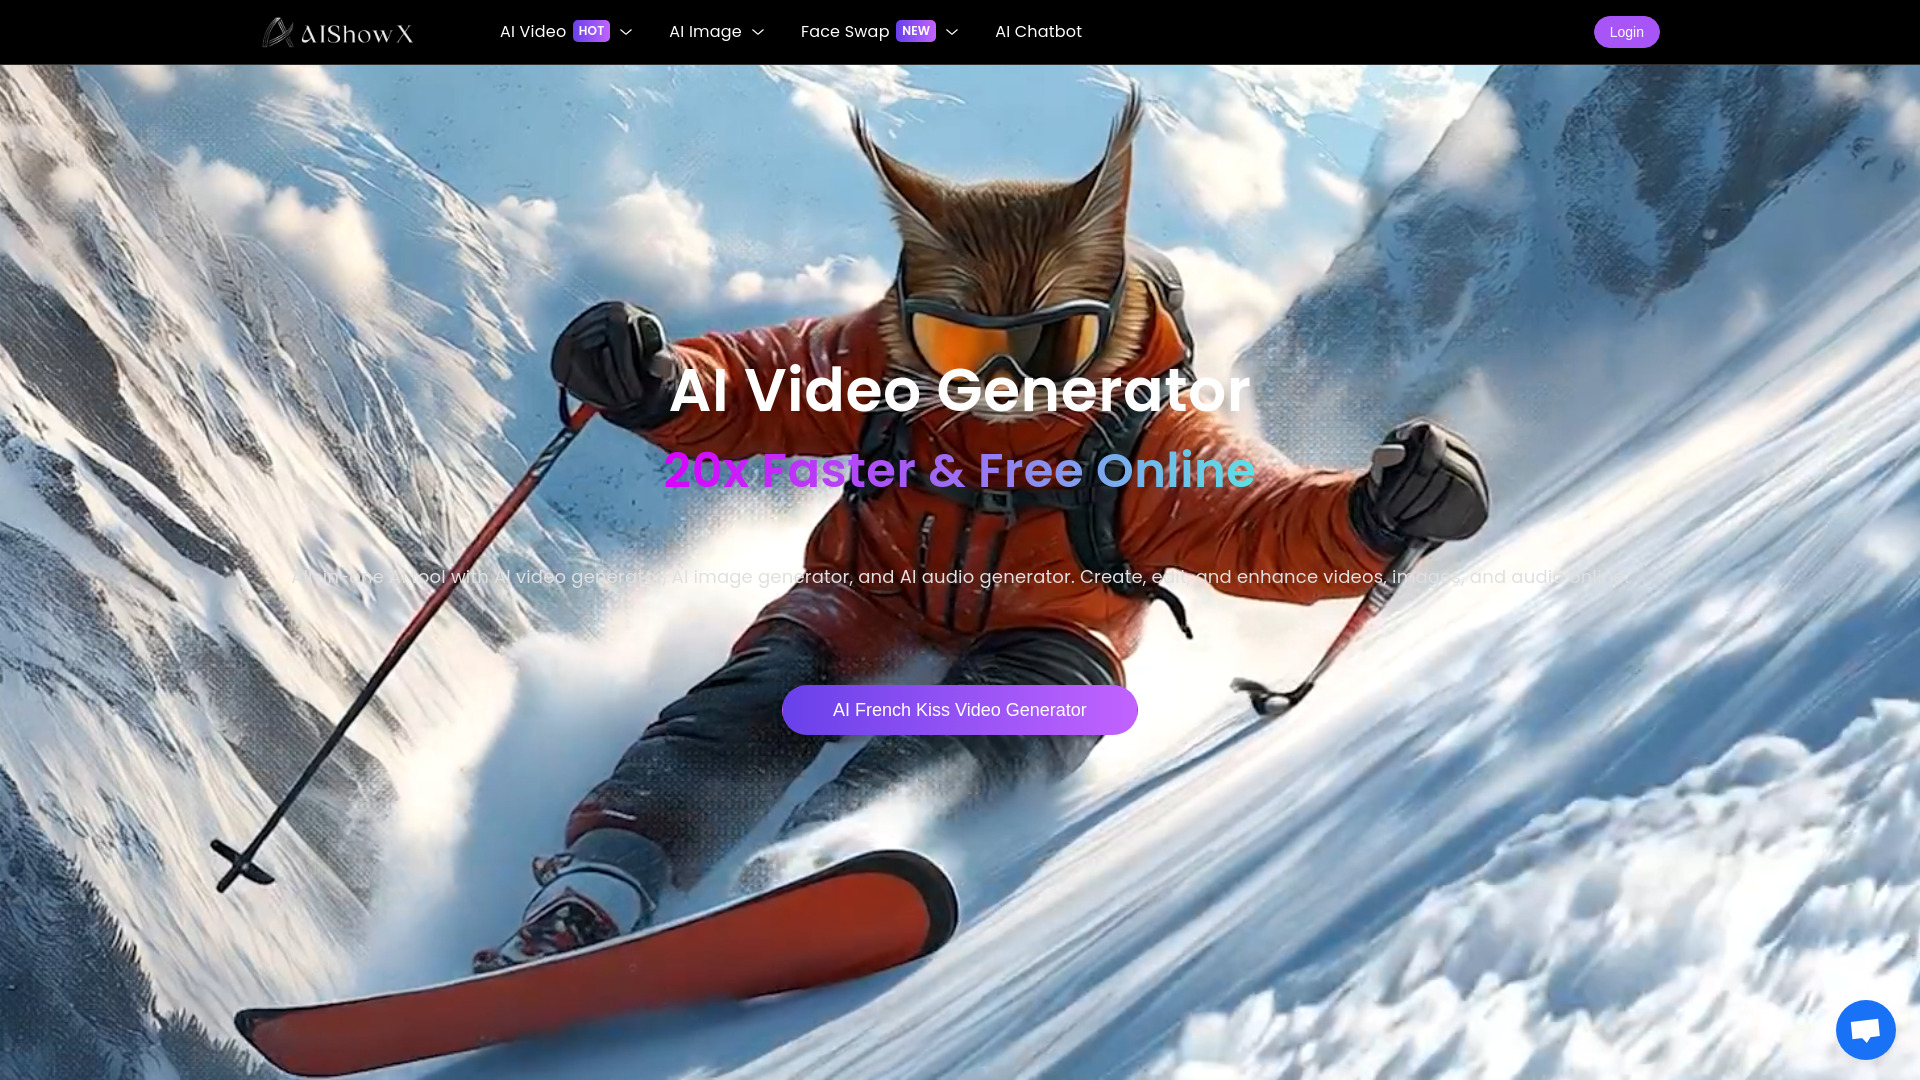 AIShowX
AI Video HOT
AI Image
Face Swap NEW
AI Chatbot
Login
AI Video Generator
20x Faster & Free Online
All-in-one AI tool with AI video generator, AI image generator, and AI audio generator. Create, edit, and enhance videos, images, and audio
AI French Kiss Video Generator